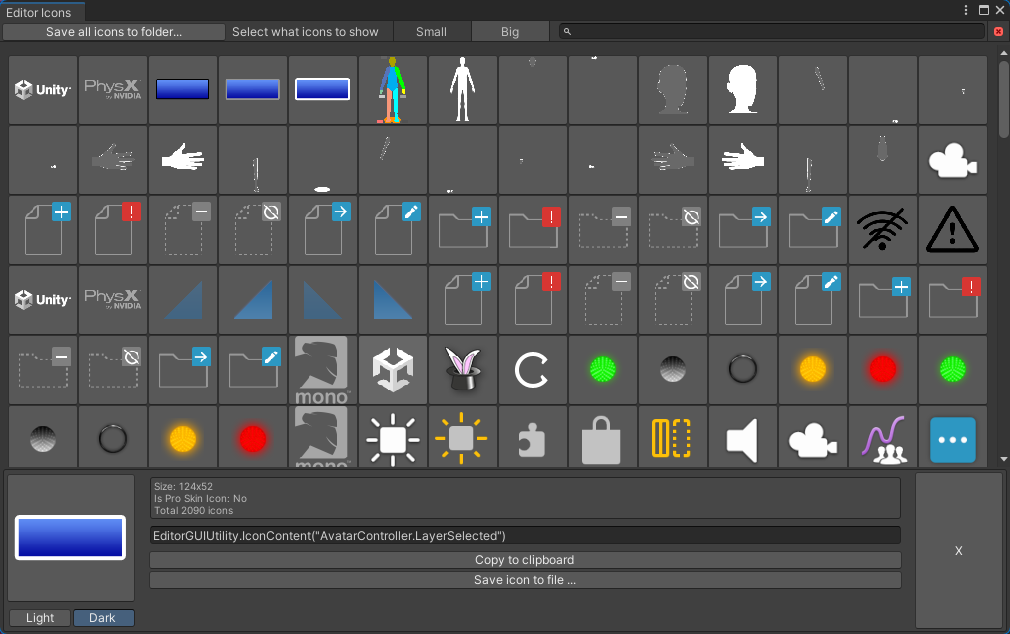 Editor Icons
Save all icons to folder...
Select what icons to show
Small
Big
Unity
PhysX
by NVIDIA
Unity
PhysX
by NVIDIA
mono
mono
Size: 124x52
Is Pro Skin Icon: No
Total 2090 icons
EditorGUIUtility.IconContent("AvatarController.LayerSelected")
Copy to clipboard
Save icon to file ...
X
Light
Dark